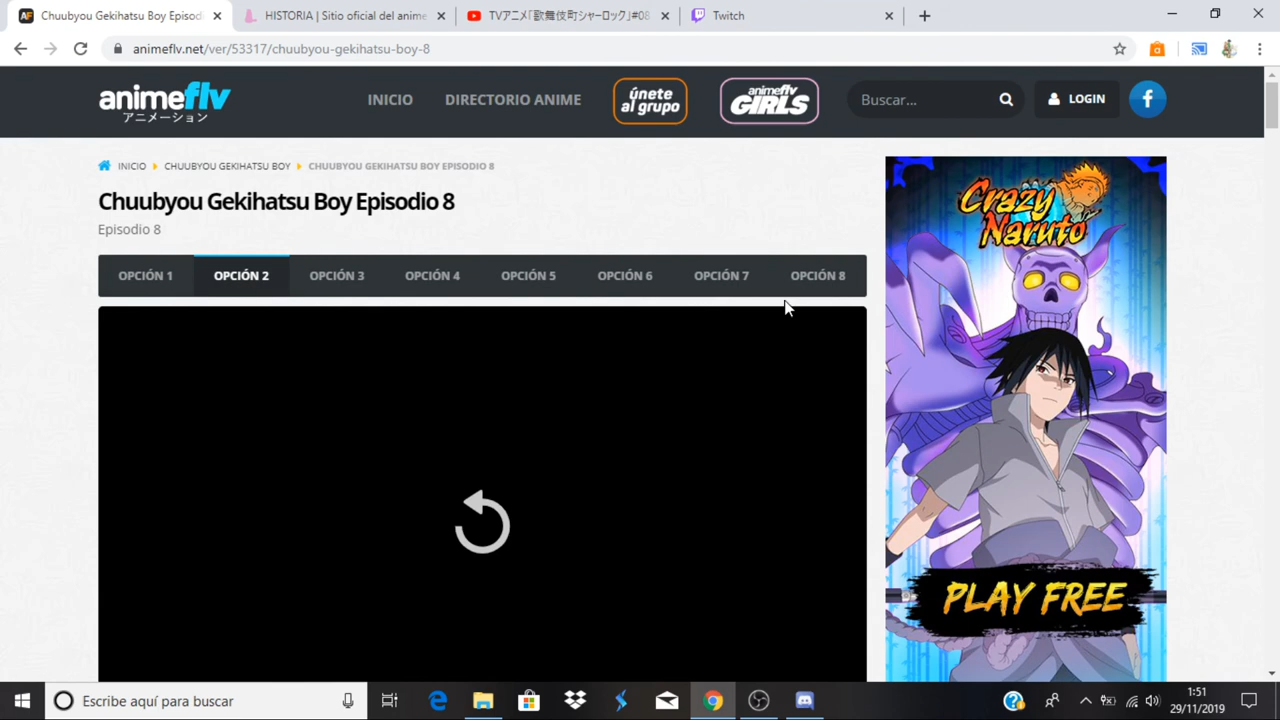 Chuubyou Gekihatsu Boy Episodi
HISTORIA | Sitio oficial del anime
TVアニメ「歌舞伎町シャーロック」#08
Twitch
animeflv.net/ver/53317/chuubyou-gekihatsu-boy-8
animeflv
アニメーション
INICIO
DIRECTORIO ANIME
únete
al grupo
animeflv
GIRLS
Buscar...
LOGIN
INICIO
CHUUBYOU GEKIHATSU BOY
CHUUBYOU GEKIHATSU BOY EPISODIO 8
Chuubyou Gekihatsu Boy Episodio 8
Episodio 8
OPCIÓN 1
OPCIÓN 2
OPCIÓN 3
OPCIÓN 4
OPCIÓN 5
OPCIÓN 6
OPCIÓN 7
OPCIÓN 8
Crazy
Naruto
PLAY FREE
Escribe aquí para buscar
1:51
29/11/2019